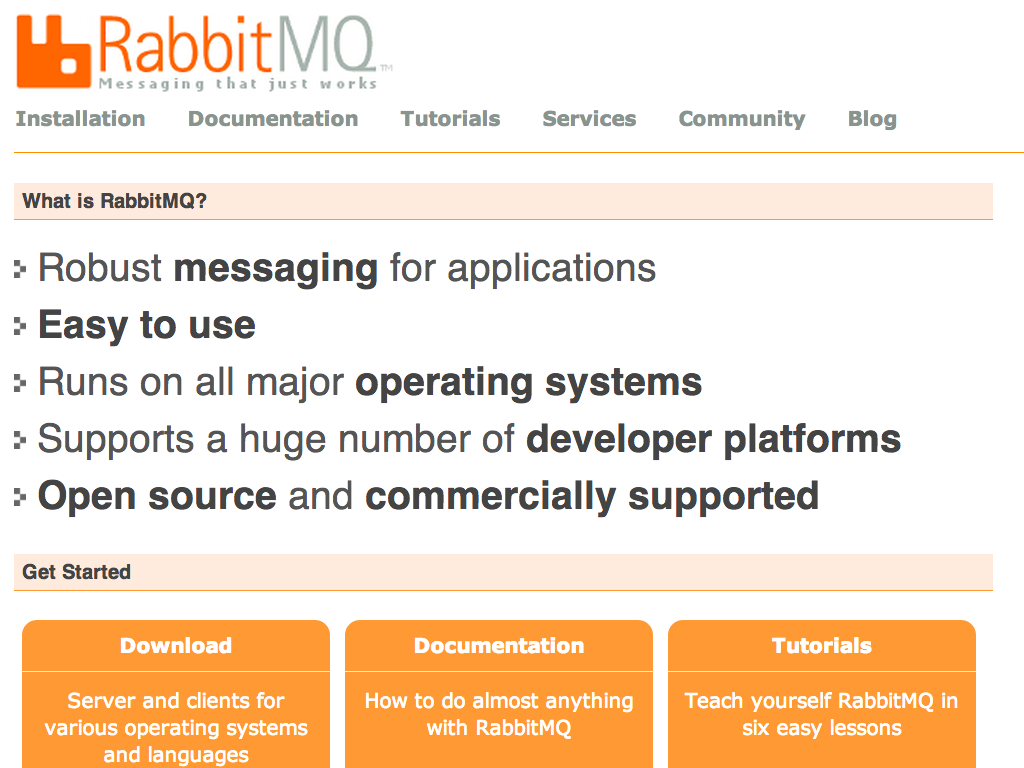 RabbitMQ™
Messaging that just works
Installation Documentation Tutorials Services Community Blog
What is RabbitMQ?
Robust messaging for applications
Easy to use
Runs on all major operating systems
Supports a huge number of developer platforms
Open source and commercially supported
Get Started
Download
Server and clients for
various operating systems
and languages
Documentation
How to do almost anything
with RabbitMQ
Tutorials
Teach yourself RabbitMQ in
six easy lessons